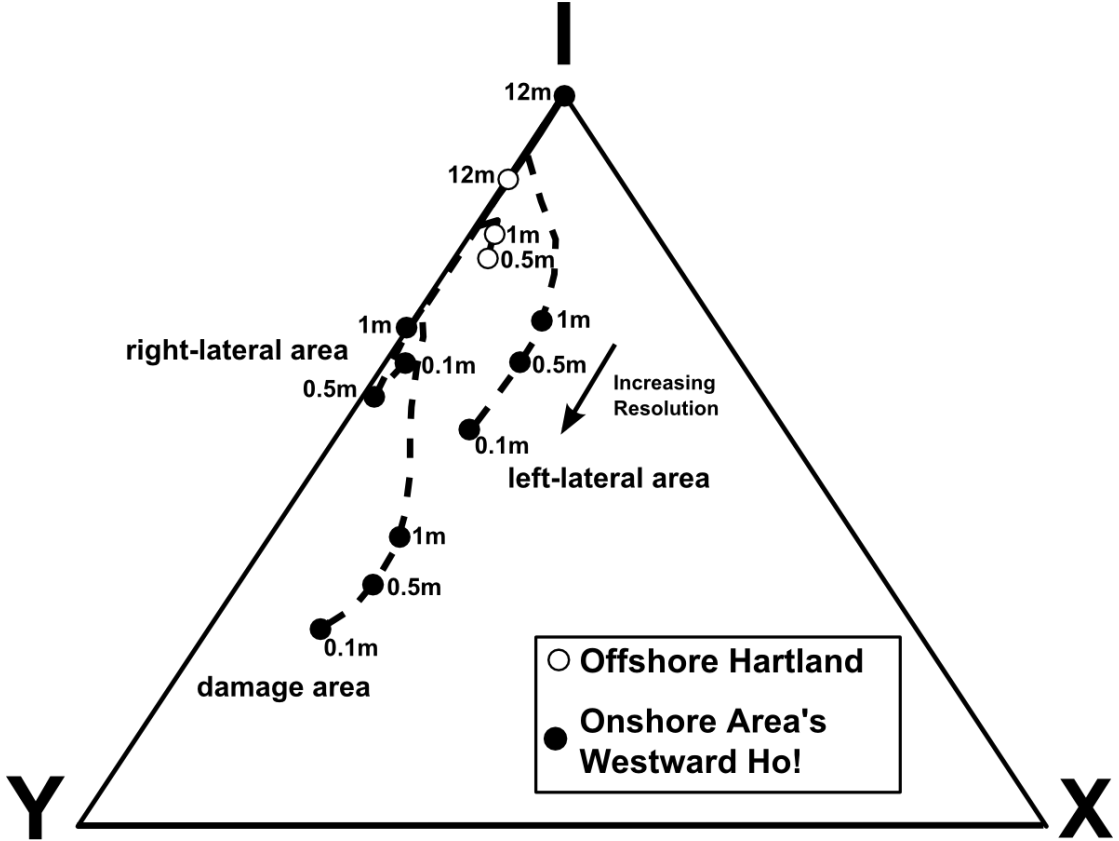 I
12m
12m
1m
0.5m
1m
1m
right-lateral area
0.1m
0.5m
0.5m
Increasing
Resolution
0.1m
left-lateral area
1m
0.5m
0.1m
damage area
Offshore Hartland
Onshore Area's
Westward Ho!
Y
X